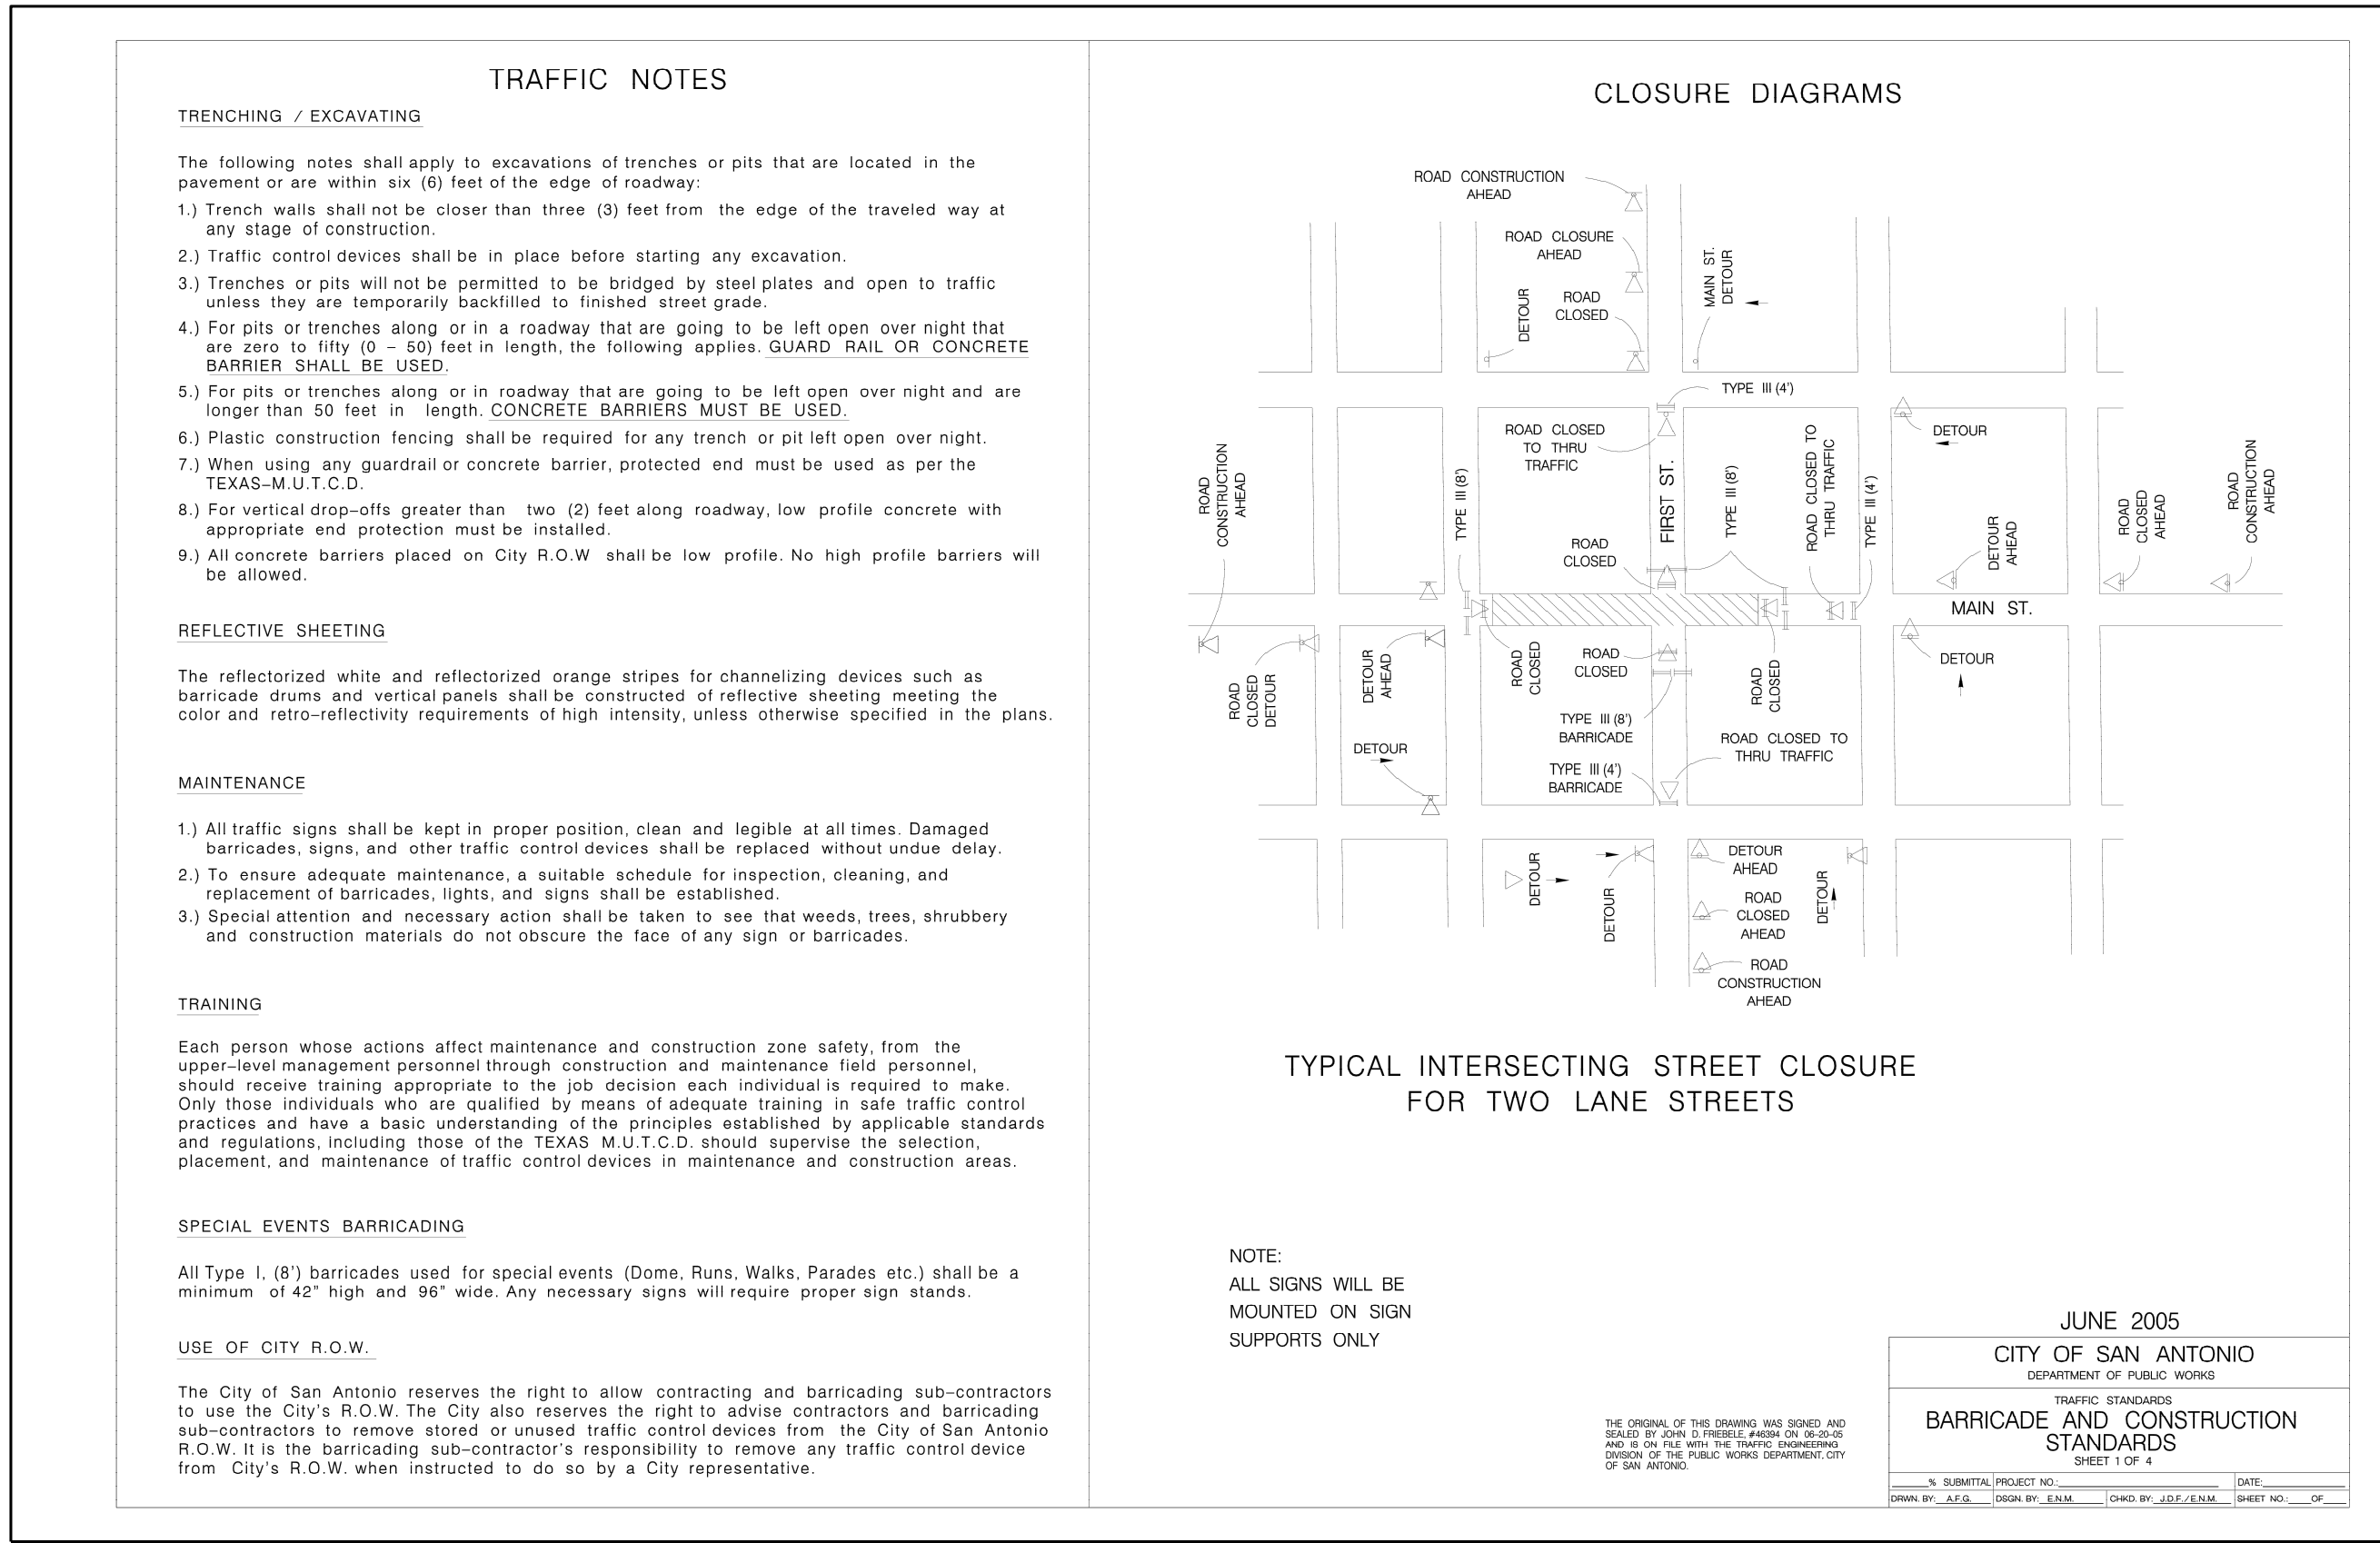 TRAFFIC NOTES
TRENCHING / EXCAVATING
The following notes shall apply to excavations of trenches or pits that are located in the
pavement or are within six (6) feet of the edge of roadway:
1.) Trench walls shall not be closer than three (3) feet from the edge of the traveled way at
any stage of construction.
2.) Traffic control devices shall be in place before starting any excavation.
3.) Trenches or pits will not be permitted to be bridged by steel plates and open to traffic
unless they are temporarily backfilled to finished street grade.
4.) For pits or trenches along or in a roadway that are going to be left open over night that
are zero to fifty (0 – 50) feet in length, the following applies. GUARD RAIL OR CONCRETE
BARRIER SHALL BE USED.
5.) For pits or trenches along or in roadway that are going to be left open over night and are
longer than 50 feet in length. CONCRETE BARRIERS MUST BE USED.
6.) Plastic construction fencing shall be required for any trench or pit left open over night.
7.) When using any guardrail or concrete barrier, protected end must be used as per the
TEXAS–M.U.T.C.D.
8.) For vertical drop–offs greater than two (2) feet along roadway, low profile concrete with
appropriate end protection must be installed.
9.) All concrete barriers placed on City R.O.W shall be low profile. No high profile barriers will
be allowed.
REFLECTIVE SHEETING
The reflectorized white and reflectorized orange stripes for channelizing devices such as
barricade drums and vertical panels shall be constructed of reflective sheeting meeting the
color and retro–reflectivity requirements of high intensity, unless otherwise specified in the plans.
MAINTENANCE
1.) All traffic signs shall be kept in proper position, clean and legible at all times. Damaged
barricades, signs, and other traffic control devices shall be replaced without undue delay.
2.) To ensure adequate maintenance, a suitable schedule for inspection, cleaning, and
replacement of barricades, lights, and signs shall be established.
3.) Special attention and necessary action shall be taken to see that weeds, trees, shrubbery
and construction materials do not obscure the face of any sign or barricades.
TRAINING
Each person whose actions affect maintenance and construction zone safety, from the
upper–level management personnel through construction and maintenance field personnel,
should receive training appropriate to the job decision each individual is required to make.
Only those individuals who are qualified by means of adequate training in safe traffic control
practices and have a basic understanding of the principles established by applicable standards
and regulations, including those of the TEXAS M.U.T.C.D. should supervise the selection,
placement, and maintenance of traffic control devices in maintenance and construction areas.
SPECIAL EVENTS BARRICADING
All Type I, (8') barricades used for special events (Dome, Runs, Walks, Parades etc.) shall be a
minimum of 42" high and 96" wide. Any necessary signs will require proper sign stands.
USE OF CITY R.O.W.
The City of San Antonio reserves the right to allow contracting and barricading sub–contractors
to use the City's R.O.W. The City also reserves the right to advise contractors and barricading
sub–contractors to remove stored or unused traffic control devices from the City of San Antonio
R.O.W. It is the barricading sub–contractor's responsibility to remove any traffic control device
from City's R.O.W. when instructed to do so by a City representative.
CLOSURE DIAGRAMS
ROAD CONSTRUCTION
AHEAD
ROAD CLOSURE
AHEAD
ROAD
CLOSED
DETOUR
MAIN ST.
DETOUR
TYPE III (4')
ROAD CLOSED
TO THRU
TRAFFIC
DETOUR
ROAD
CONSTRUCTION
AHEAD
TYPE III (8')
FIRST ST.
TYPE III (8')
ROAD CLOSED TO
THRU TRAFFIC
TYPE III (4')
DETOUR
AHEAD
ROAD
CLOSED
AHEAD
ROAD
CONSTRUCTION
AHEAD
ROAD
CLOSED
MAIN ST.
ROAD
CLOSED
DETOUR
DETOUR
AHEAD
ROAD
CLOSED
ROAD
CLOSED
ROAD
CLOSED
DETOUR
TYPE III (8')
BARRICADE
DETOUR
ROAD CLOSED TO
THRU TRAFFIC
TYPE III (4')
BARRICADE
DETOUR
DETOUR
DETOUR
AHEAD
ROAD
CLOSED
AHEAD
DETOUR
ROAD
CONSTRUCTION
AHEAD
TYPICAL INTERSECTING STREET CLOSURE
FOR TWO LANE STREETS
NOTE:
ALL SIGNS WILL BE
MOUNTED ON SIGN
SUPPORTS ONLY
THE ORIGINAL OF THIS DRAWING WAS SIGNED AND
SEALED BY JOHN D. FRIEBELE, #46394 ON 06–20–05
AND IS ON FILE WITH THE TRAFFIC ENGINEERING
DIVISION OF THE PUBLIC WORKS DEPARTMENT, CITY
OF SAN ANTONIO.
JUNE 2005
CITY OF SAN ANTONIO
DEPARTMENT OF PUBLIC WORKS
TRAFFIC STANDARDS
BARRICADE AND CONSTRUCTION
STANDARDS
SHEET 1 OF 4
% SUBMITTAL PROJECT NO.: DATE:
DRWN. BY: A.F.G. DSGN. BY: E.N.M. CHKD. BY: J.D.F./E.N.M. SHEET NO.: OF